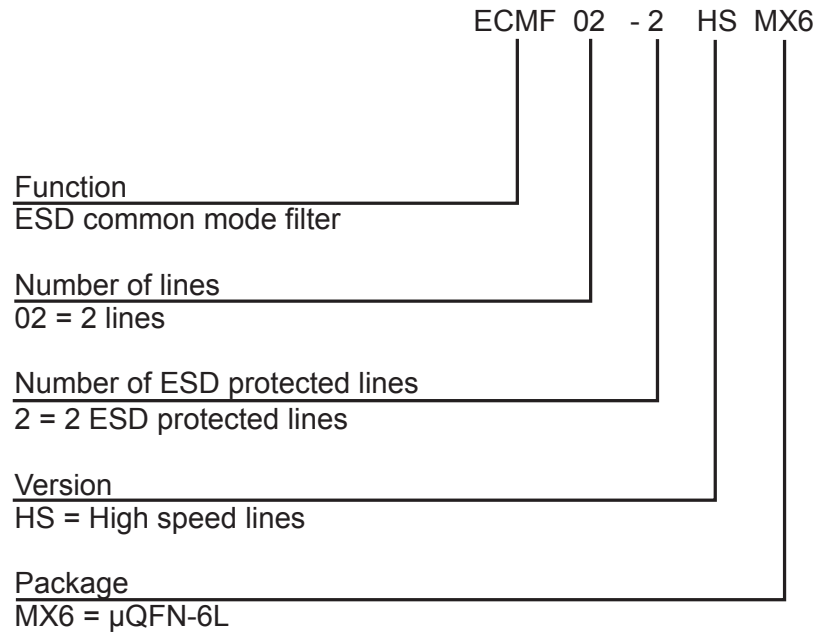 ECMF 02 - 2 HS MX6
Function
ESD common mode filter
Number of lines
02 = 2 lines
Number of ESD protected lines
2 = 2 ESD protected lines
Version
HS = High speed lines
Package
MX6 = µQFN-6L